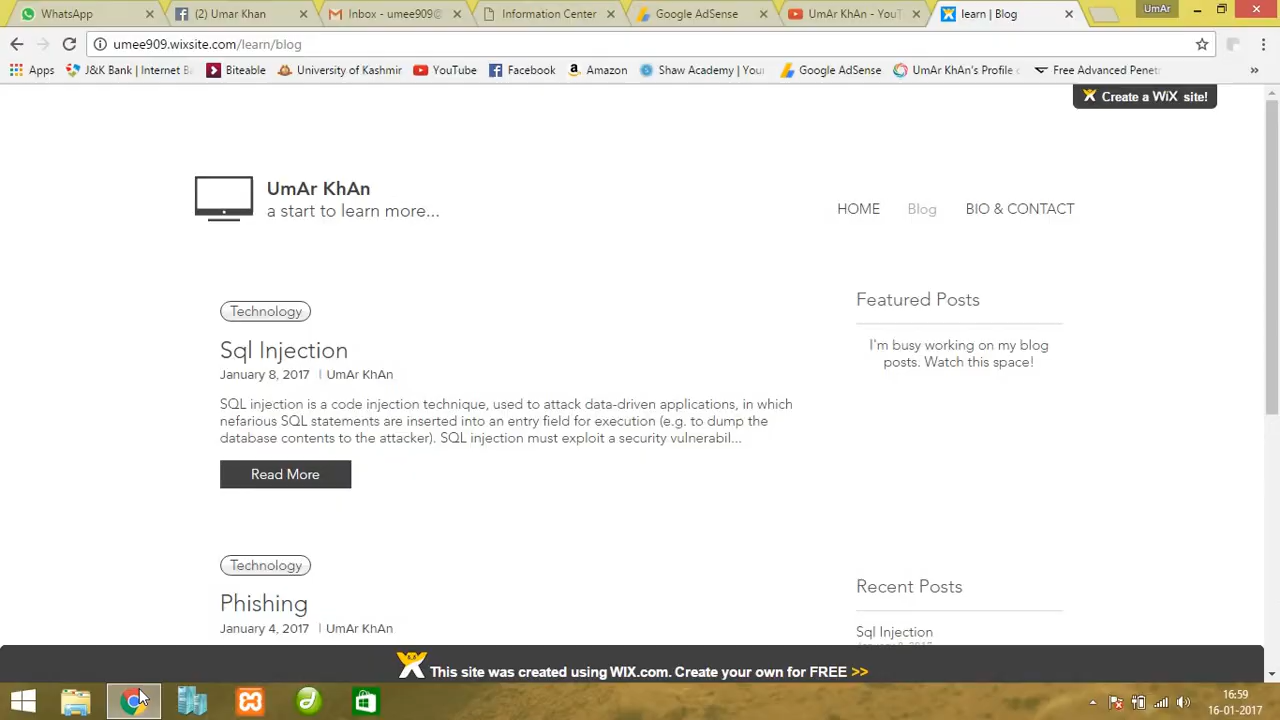 WhatsApp
(2) Umar Khan
Inbox - umee909@
Information Center
Google AdSense
UmAr KhAn - YouT
learn | Blog
UmAr
umee909.wixsite.com/learn/blog
Apps
J&K Bank | Internet B
Biteable
University of Kashmir
YouTube
Facebook
Amazon
Shaw Academy | You
Google AdSense
UmAr KhAn's Profile
Free Advanced Penet
Create a WiX site!
UmAr KhAn
a start to learn more...
HOME
Blog
BIO & CONTACT
Technology
Sql Injection
January 8, 2017 | UmAr KhAn
SQL injection is a code injection technique, used to attack data-driven applications, in which
nefarious SQL statements are inserted into an entry field for execution (e.g. to dump the
database contents to the attacker). SQL injection must exploit a security vulnerabil...
Read More
Technology
Phishing
January 4, 2017 | UmAr KhAn
Featured Posts
I'm busy working on my blog
posts. Watch this space!
Recent Posts
Sql Injection
This site was created using WIX.com. Create your own for FREE >>
16:59
16-01-2017